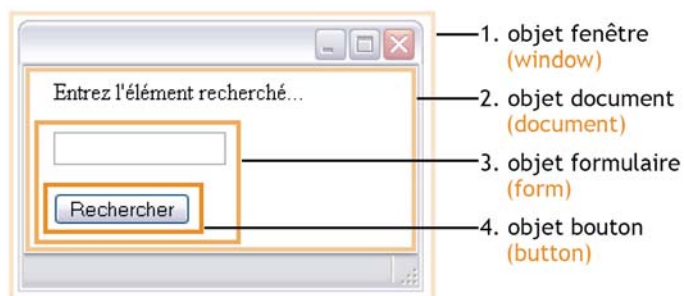 1. objet fenêtre
(window)
Entrez l'élément recherché...
2. objet document
(document)
3. objet formulaire
(form)
Rechercher
4. objet bouton
(button)